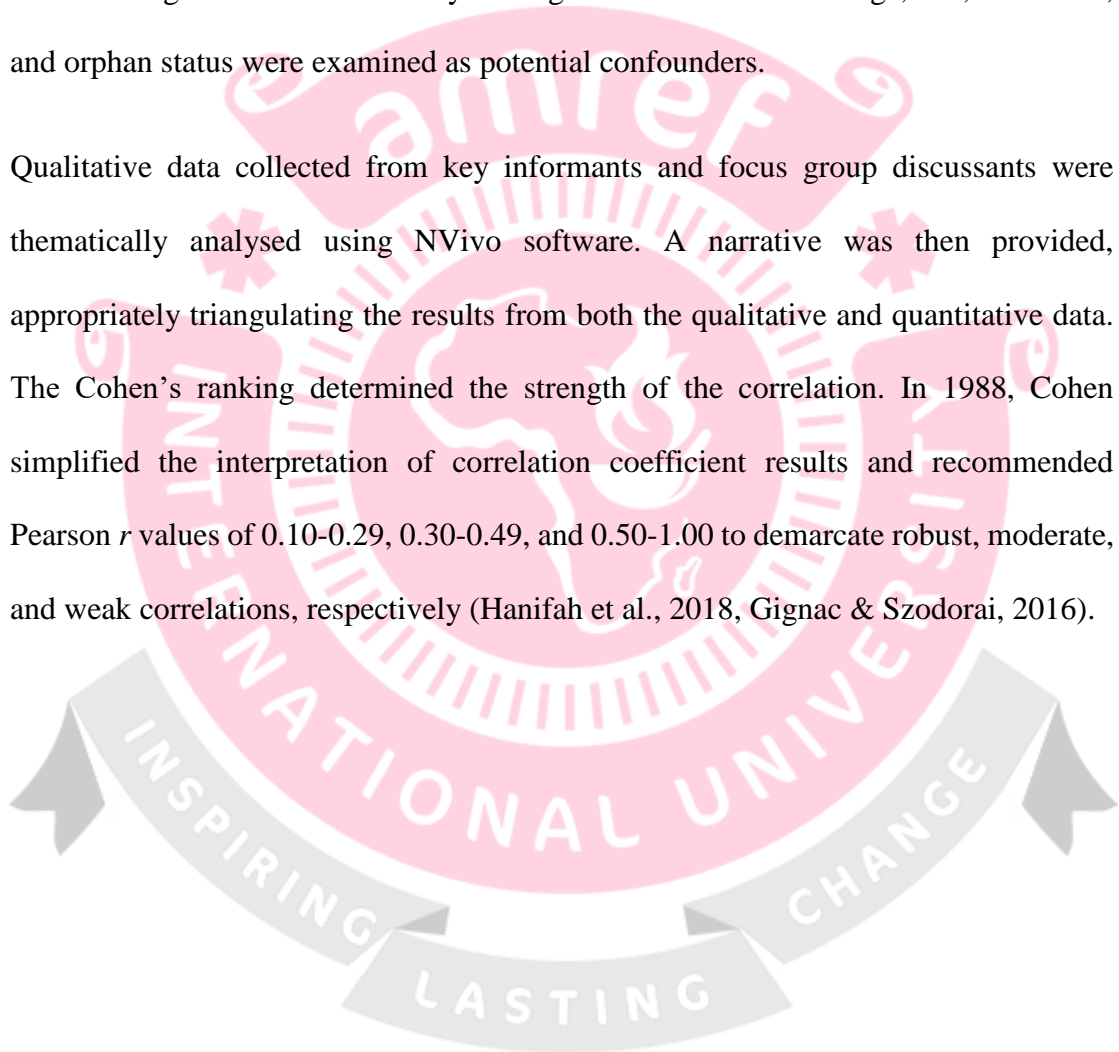 and orphan status were examined as potential confounders.
Qualitative data collected from key informants and focus group discussants were
thematically analysed using NVivo software. A narrative was then provided,
appropriately triangulating the results from both the qualitative and quantitative data.
The Cohen’s ranking determined the strength of the correlation. In 1988, Cohen
simplified the interpretation of correlation coefficient results and recommended
Pearson r values of 0.10-0.29, 0.30-0.49, and 0.50-1.00 to demarcate robust, moderate,
and weak correlations, respectively (Hanifah et al., 2018, Gignac & Szodorai, 2016).
amref
INTERNATIONAL UNIVERSITY
INSPIRING LASTING CHANGE